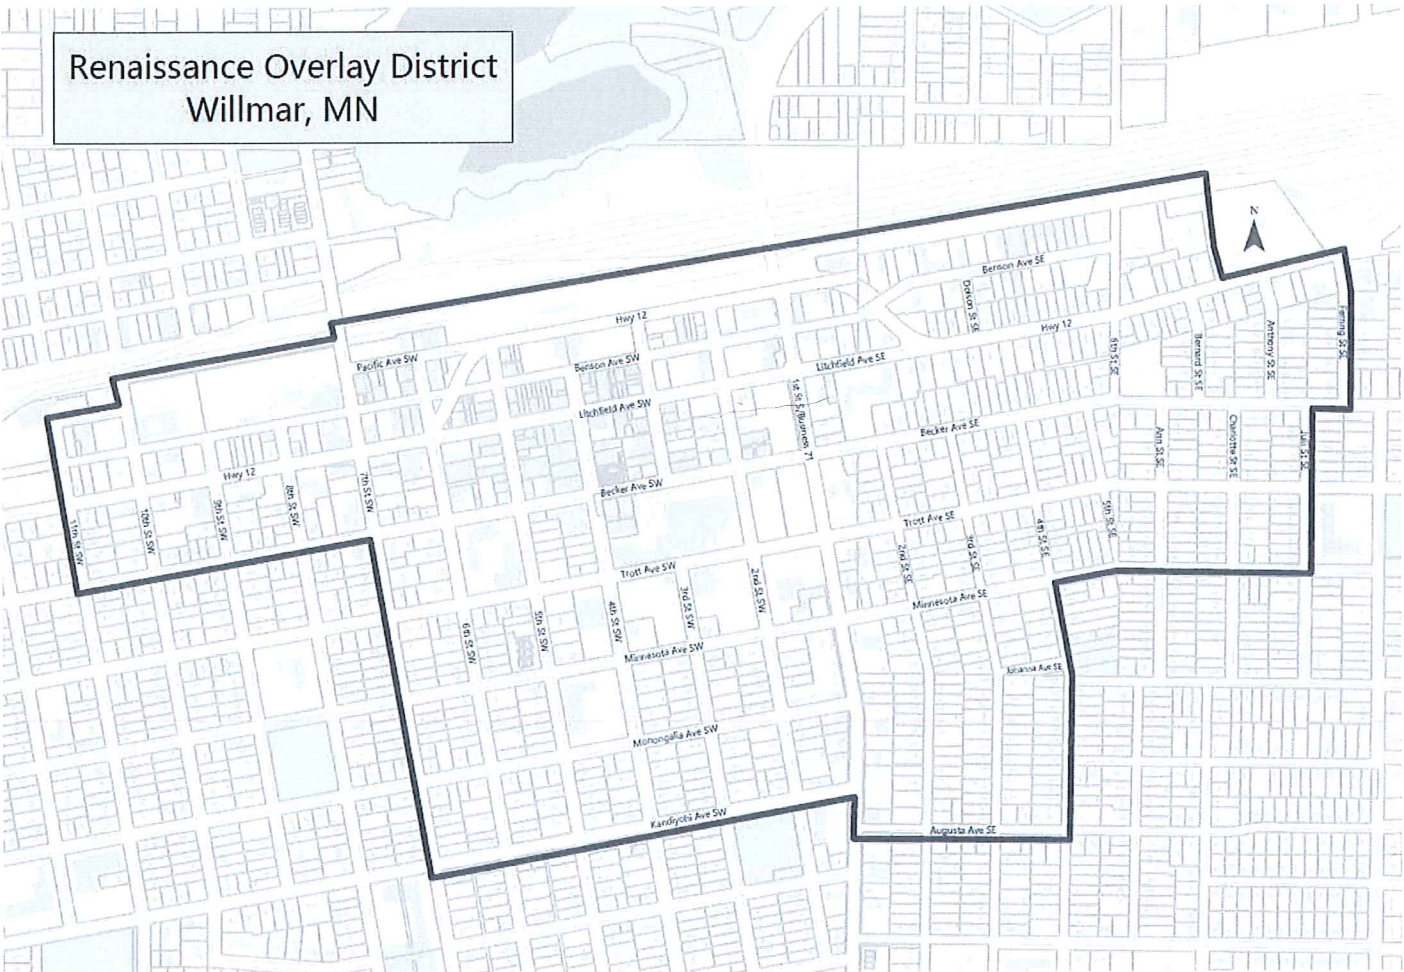 Renaissance Overlay District
Willmar, MN
N
Benson Ave SE
Dotson St SE
Hwy 12
Hwy 12
Pacific Ave SW
Benson Ave SW
Litchfield Ave SE
Litchfield Ave SW
6th St SE
Bernard St SE
Anthony St SE
Ferring St SE
1st St S/Business 71
Becker Ave SE
Ann St SE
Charlotte St SE
Julii St SE
Hwy 12
7th St SW
8th St SW
9th St SW
10th St SW
11th St SW
Becker Ave SW
Trott Ave SE
5th St SE
4th St SE
3rd St SE
2nd St SE
Trott Ave SW
Minnesota Ave SE
2nd St SW
3rd St SW
4th St SW
5th St SW
6th St SW
Minnesota Ave SW
Johanna Ave SE
Monongalia Ave SW
Kandiyohi Ave SW
Augusta Ave SE